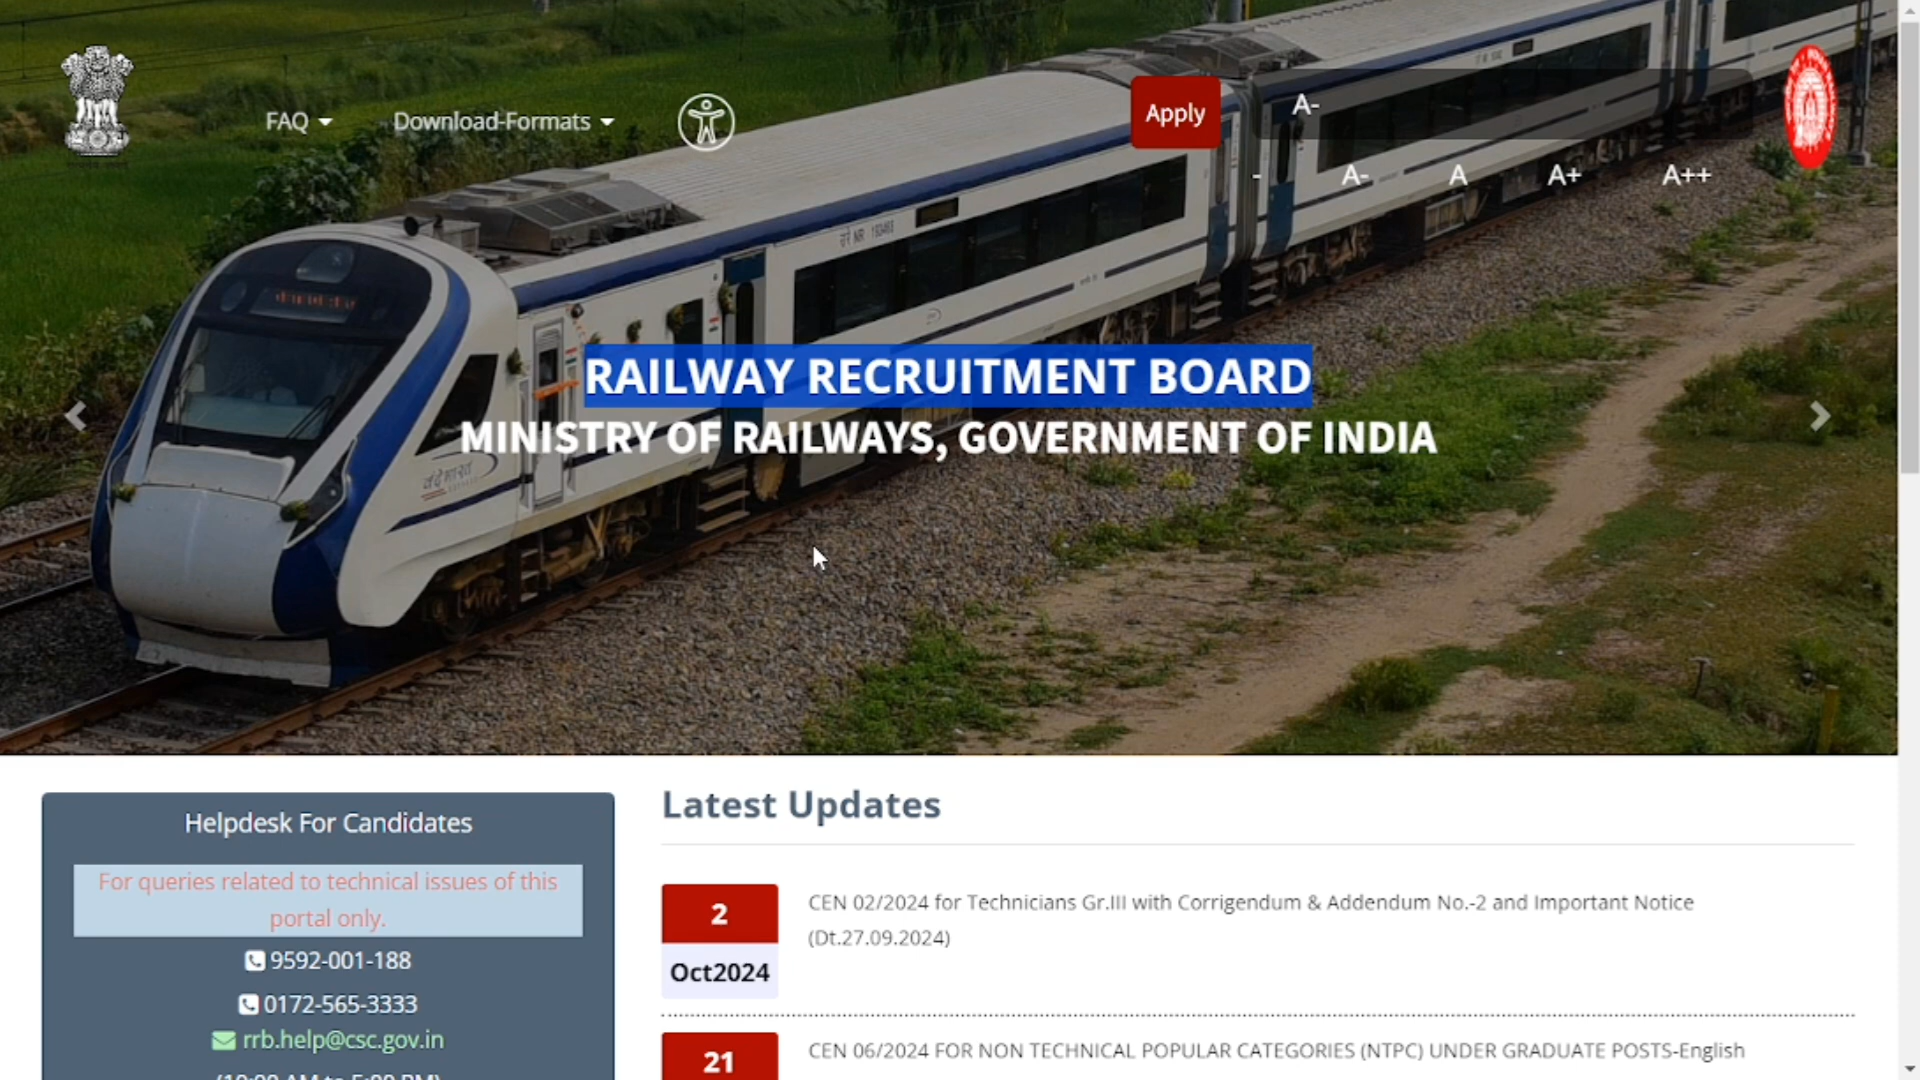 FAQ
Download-Formats
Apply
A-
-
A-
A
A+
A++
RAILWAY RECRUITMENT BOARD
MINISTRY OF RAILWAYS, GOVERNMENT OF INDIA
Helpdesk For Candidates
For queries related to technical issues of this
portal only.
9592-001-188
0172-565-3333
rrb.help@csc.gov.in
Latest Updates
2
Oct2024
CEN 02/2024 for Technicians Gr.III with Corrigendum & Addendum No.-2 and Important Notice
(Dt.27.09.2024)
21
CEN 06/2024 FOR NON TECHNICAL POPULAR CATEGORIES (NTPC) UNDER GRADUATE POSTS-English